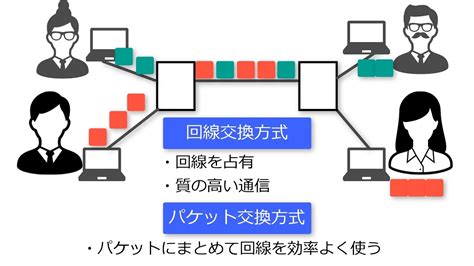 回線交換方式
・回線を占有
・質の高い通信
パケット交換方式
・パケットにまとめて回線を効率よく使う